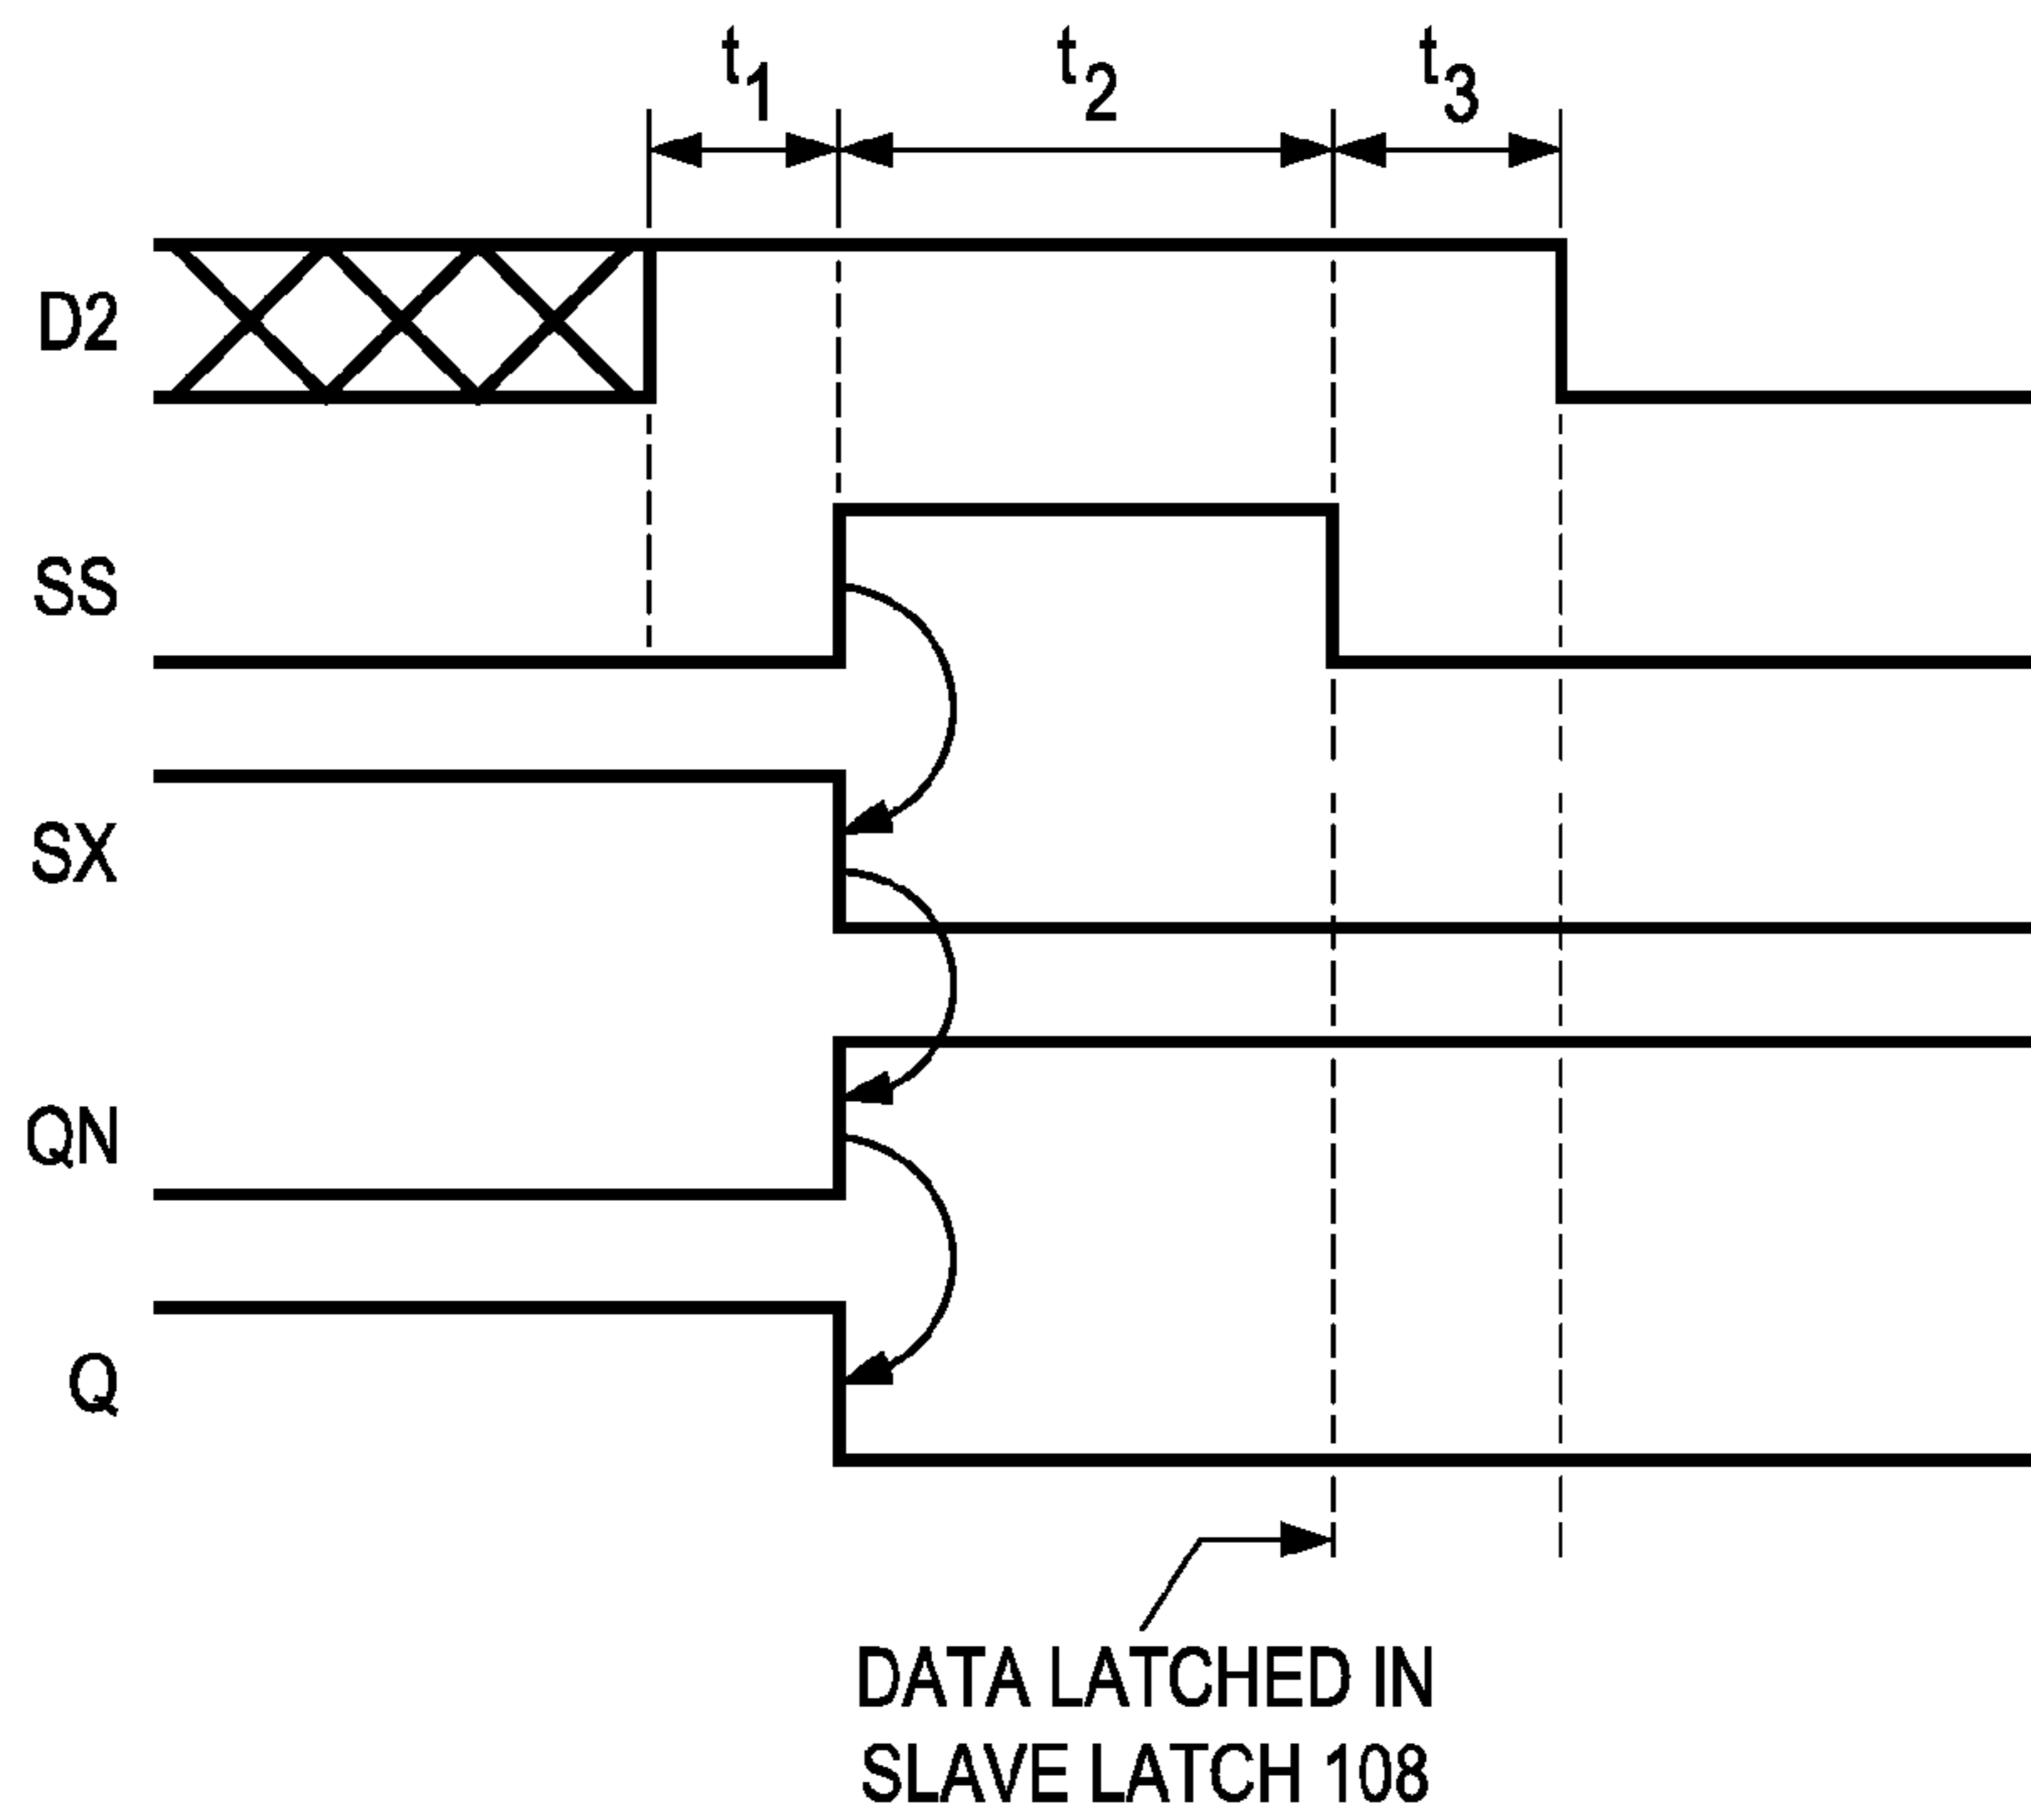 t1 t2 t3
D2
SS
SX
QN
Q
DATA LATCHED IN
SLAVE LATCH 108